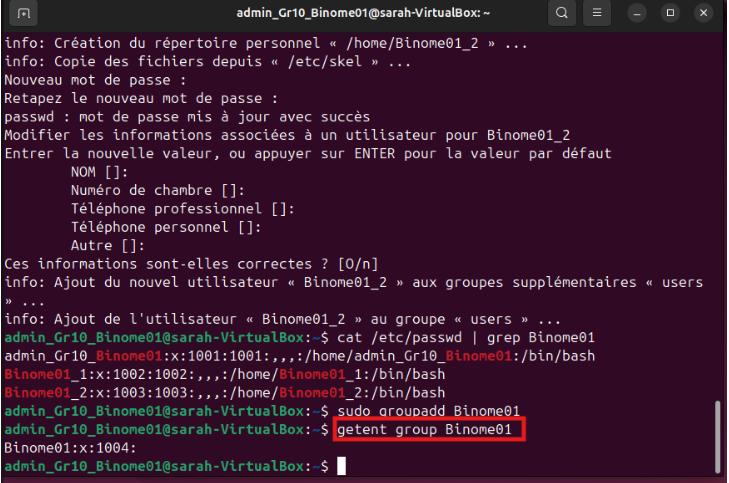 admin_Gr10_Binome01@sarah-VirtualBox: ~
info: Création du répertoire personnel « /home/Binome01_2 » ...
info: Copie des fichiers depuis « /etc/skel » ...
Nouveau mot de passe :
Retapez le nouveau mot de passe :
passwd : mot de passe mis à jour avec succès
Modifier les informations associées à un utilisateur pour Binome01_2
Entrer la nouvelle valeur, ou appuyer sur ENTER pour la valeur par défaut
NOM []:
Numéro de chambre []:
Téléphone professionnel []:
Téléphone personnel []:
Autre []:
Ces informations sont-elles correctes ? [O/n]
info: Ajout du nouvel utilisateur « Binome01_2 » aux groupes supplémentaires « users
» ...
info: Ajout de l'utilisateur « Binome01_2 » au groupe « users » ...
admin_Gr10_Binome01@sarah-VirtualBox:~$ cat /etc/passwd | grep Binome01
admin_Gr10_Binome01:x:1001:1001:,,,:/home/admin_Gr10_Binome01:/bin/bash
Binome01_1:x:1002:1002:,,,:/home/Binome01_1:/bin/bash
Binome01_2:x:1003:1003:,,,:/home/Binome01_2:/bin/bash
admin_Gr10_Binome01@sarah-VirtualBox:~$ sudo groupadd Binome01
admin_Gr10_Binome01@sarah-VirtualBox:~$ getent group Binome01
Binome01:x:1004:
admin_Gr10_Binome01@sarah-VirtualBox:~$